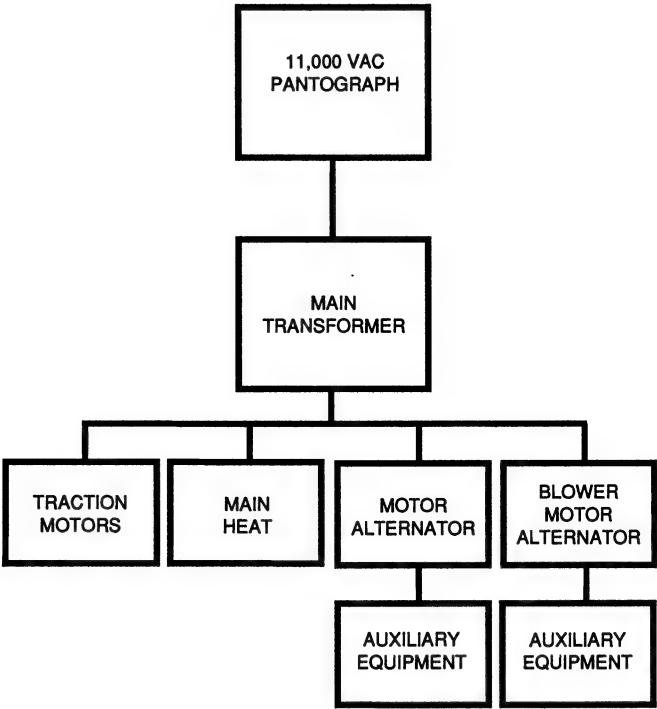 11,000 VAC
PANTOGRAPH
MAIN
TRANSFORMER
TRACTION
MOTORS
MAIN
HEAT
MOTOR
ALTERNATOR
BLOWER
MOTOR
ALTERNATOR
AUXILIARY
EQUIPMENT
AUXILIARY
EQUIPMENT